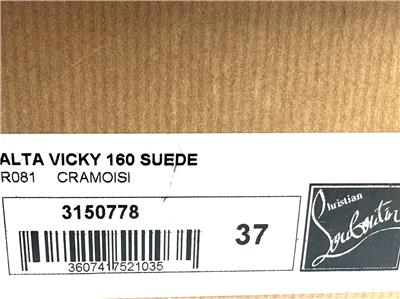 ALTA VICKY 160 SUEDE
R081 CRAMOISI
3150778
37
3607417521035
Christian
Louboutin